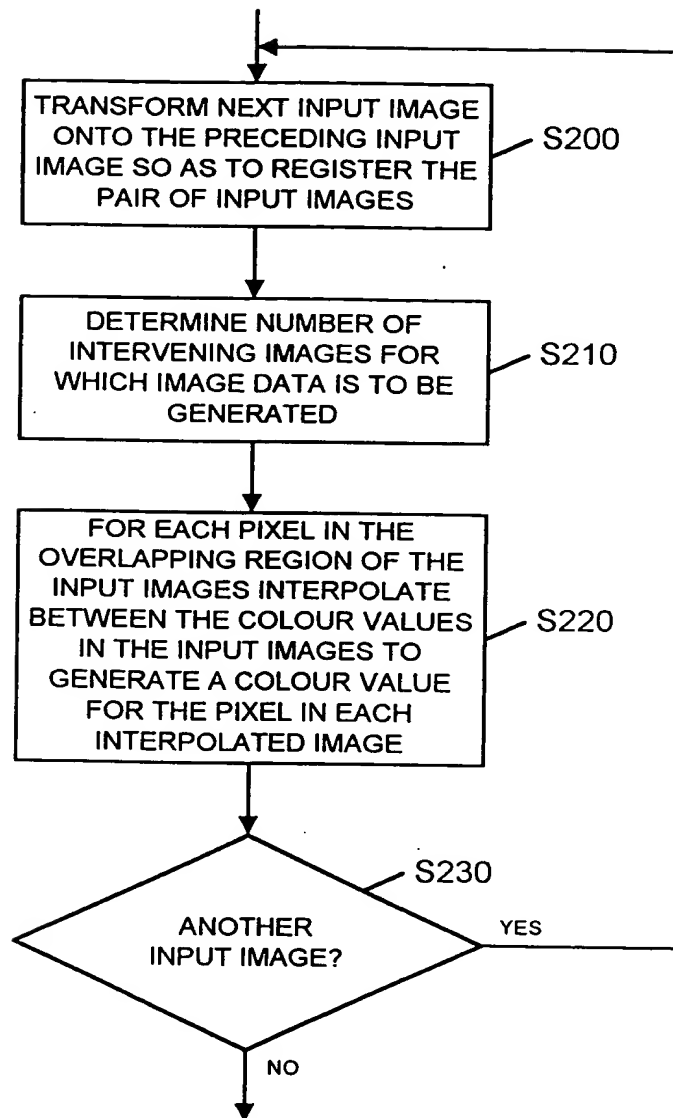 TRANSFORM NEXT INPUT IMAGE
ONTO THE PRECEDING INPUT
IMAGE SO AS TO REGISTER THE
PAIR OF INPUT IMAGES
S200
DETERMINE NUMBER OF
INTERVENING IMAGES FOR
WHICH IMAGE DATA IS TO BE
GENERATED
S210
FOR EACH PIXEL IN THE
OVERLAPPING REGION OF THE
INPUT IMAGES INTERPOLATE
BETWEEN THE COLOUR VALUES
IN THE INPUT IMAGES TO
GENERATE A COLOUR VALUE
FOR THE PIXEL IN EACH
INTERPOLATED IMAGE
S220
S230
ANOTHER
INPUT IMAGE?
YES
NO